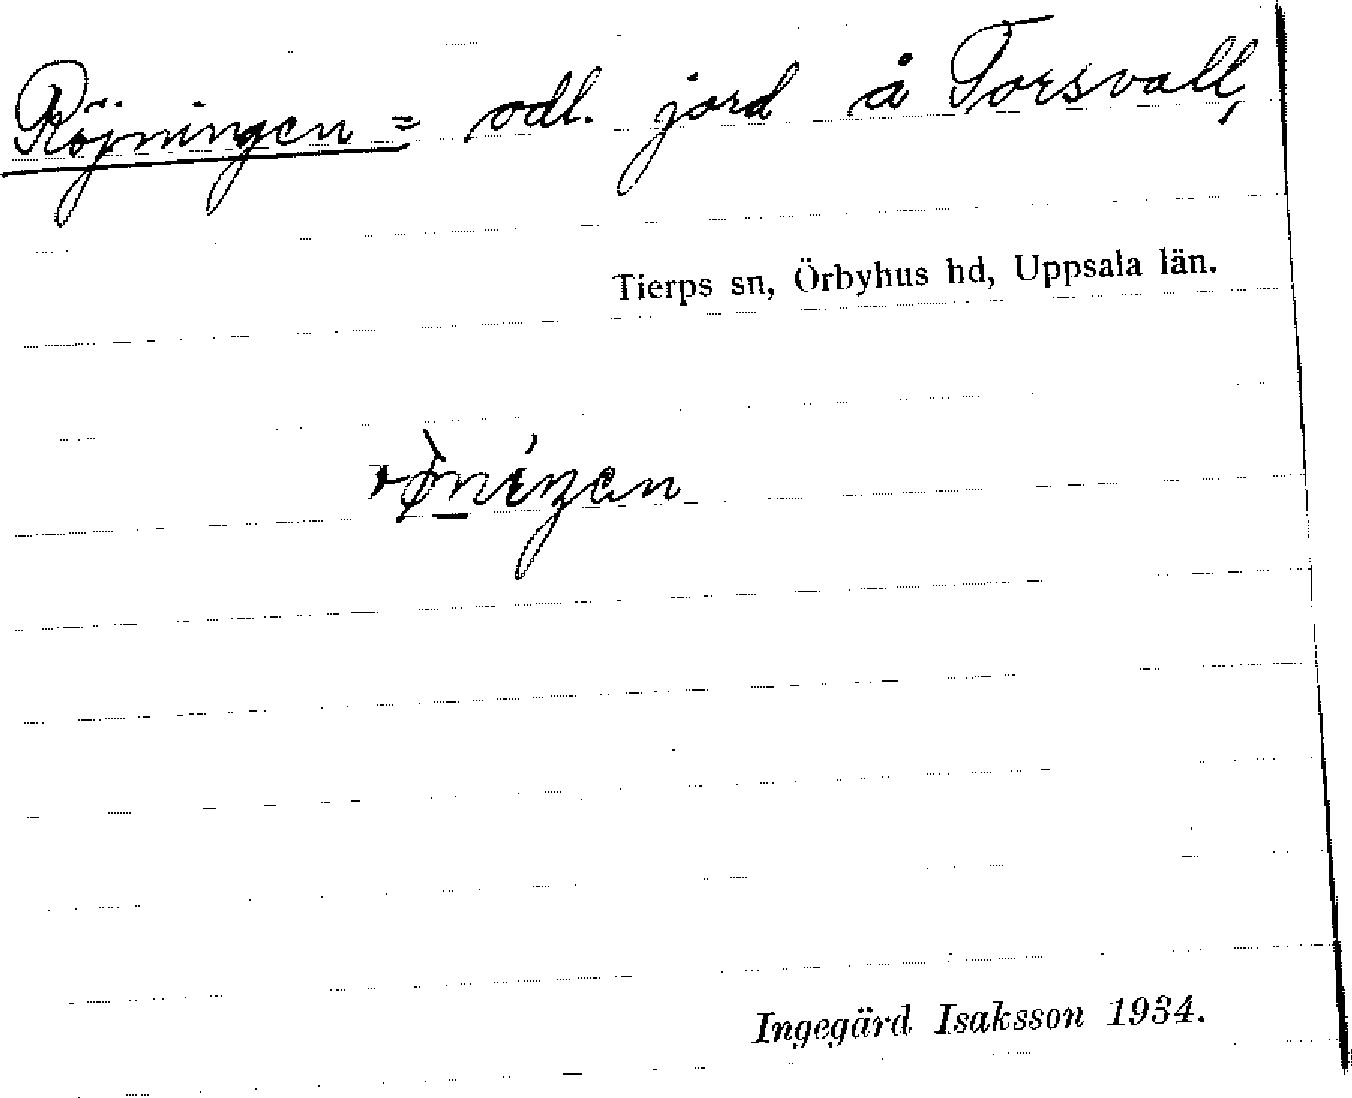 Röjningen = odl. jord å Torsvall,
Tierps sn, Örbyhus hd, Uppsala län.
Ingegärd Isaksson 1934.